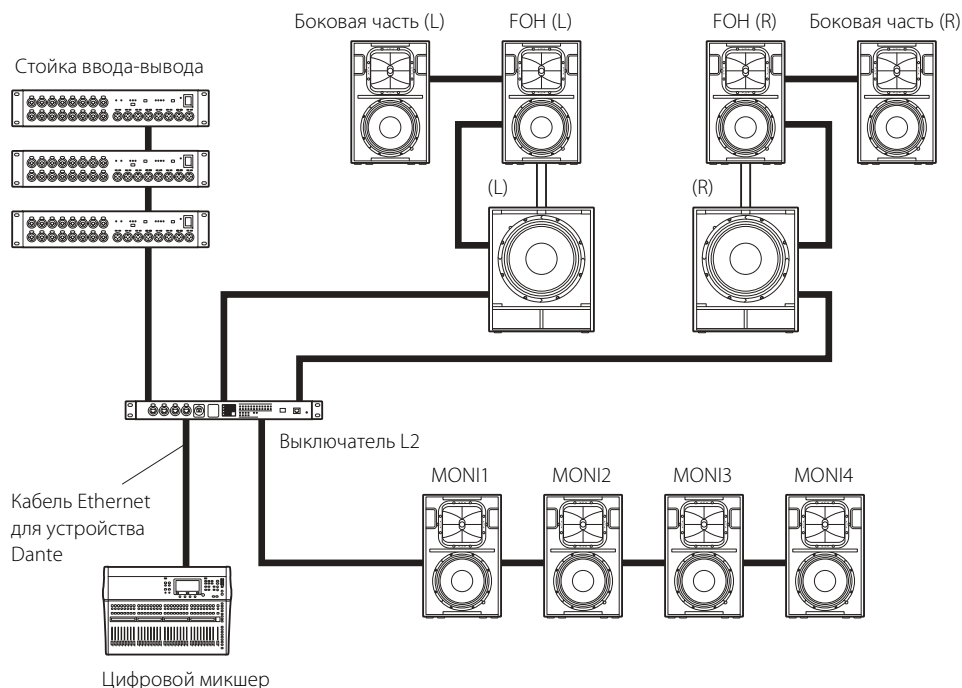 Боковая часть (L)
FOH (L)
FOH (R)
Боковая часть (R)
Стойка ввода-вывода
(L)
(R)
Выключатель L2
MONI1
MONI2
MONI3
MONI4
Кабель Ethernet
для устройства
Dante
Цифровой микшер